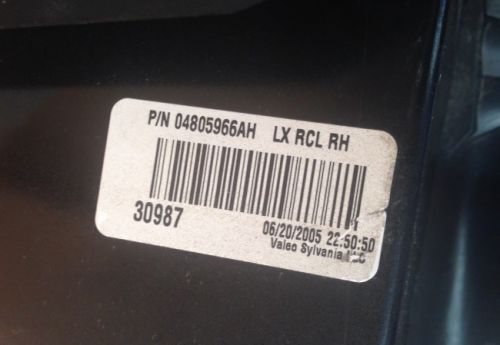 P/N 04805966AH LX RCL RH
30987
06/20/2005 22:50:50
Valeo Sylvania